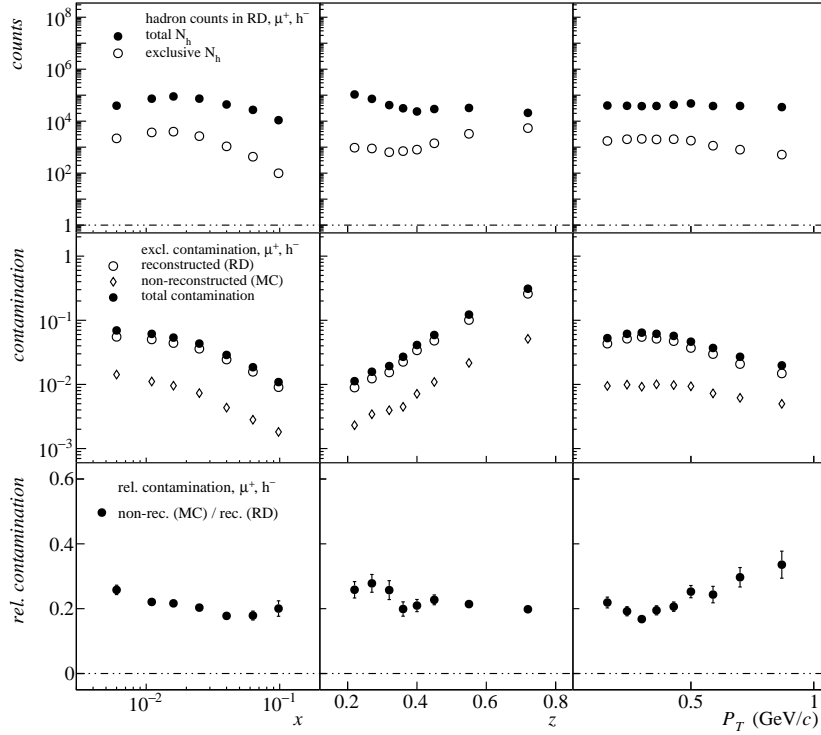 counts
10⁸
10⁶
10⁴
10²
1
hadron counts in RD, μ⁺, h⁻
total N_h
exclusive N_h
contamination
1
10⁻¹
10⁻²
10⁻³
excl. contamination, μ⁺, h⁻
reconstructed (RD)
non-reconstructed (MC)
total contamination
rel. contamination
0.6
0.4
0.2
0
rel. contamination, μ⁺, h⁻
non-rec. (MC) / rec. (RD)
10⁻² 10⁻¹ 0.2 0.4 0.6 0.8 0.5 1
x z P_T (GeV/c)